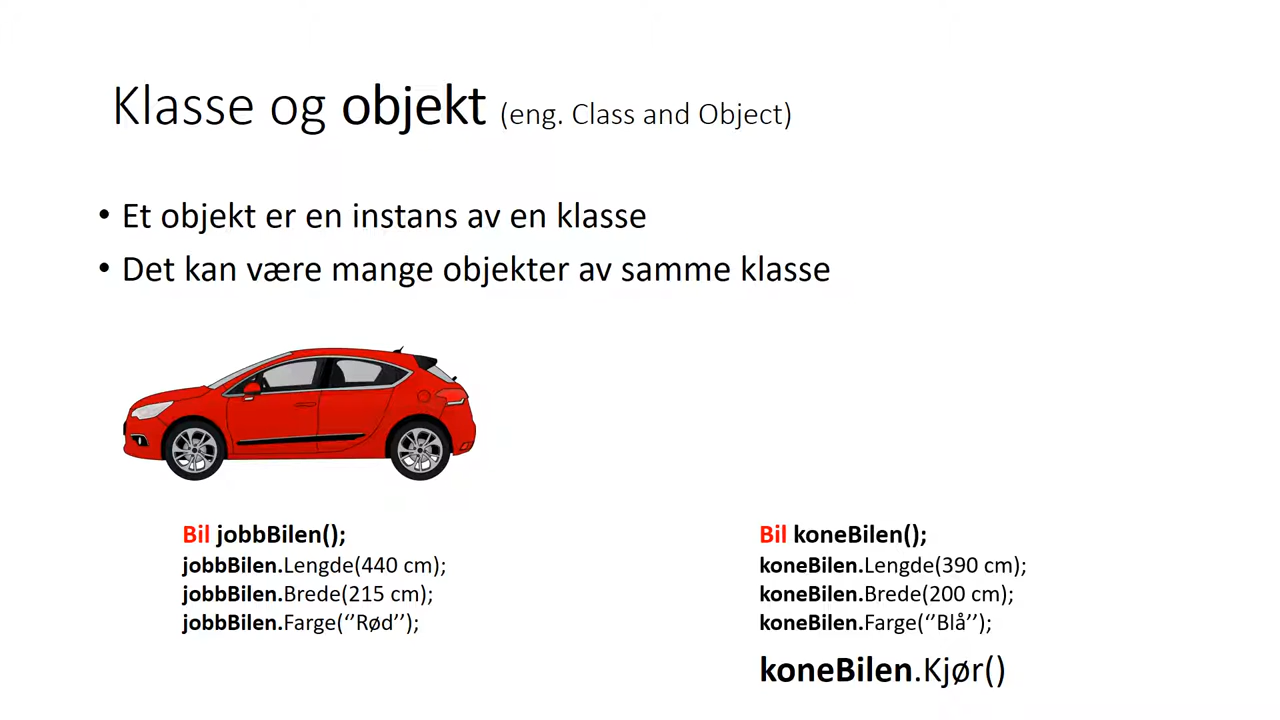 Klasse og objekt (eng. Class and Object)
• Et objekt er en instans av en klasse
• Det kan være mange objekter av samme klasse
Bil jobbBilen();
jobbBilen.Lengde(440 cm);
jobbBilen.Brede(215 cm);
jobbBilen.Farge(‘’Rød’’);
Bil koneBilen();
koneBilen.Lengde(390 cm);
koneBilen.Brede(200 cm);
koneBilen.Farge(‘’Blå’’);
koneBilen.Kjør()